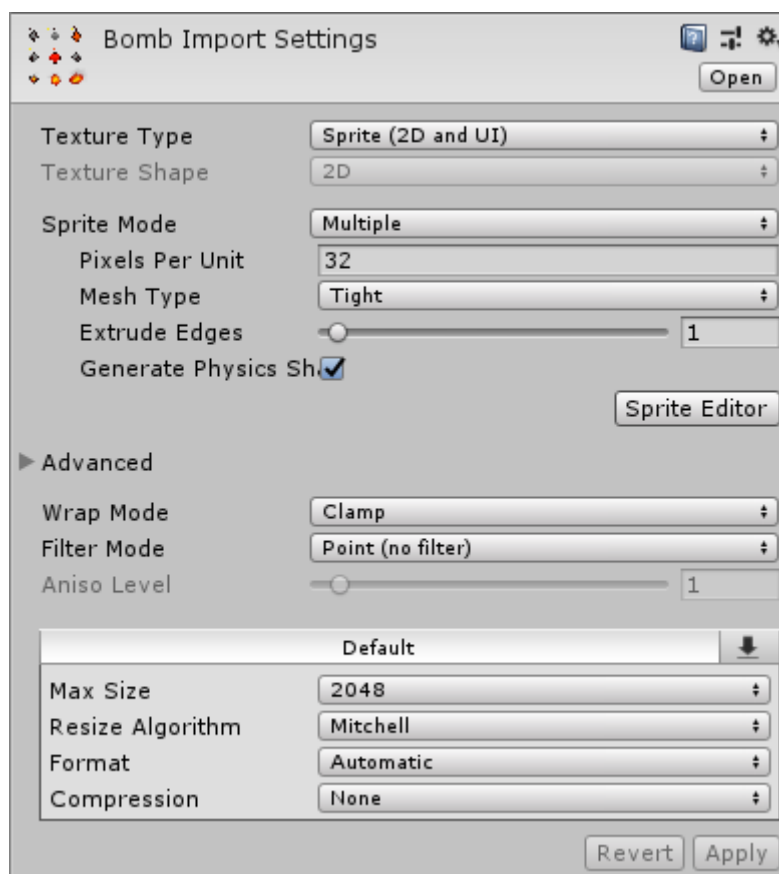 Bomb Import Settings
Open
Texture Type Sprite (2D and UI)
Texture Shape 2D
Sprite Mode Multiple
Pixels Per Unit 32
Mesh Type Tight
Extrude Edges 1
Generate Physics Sh
Sprite Editor
Advanced
Wrap Mode Clamp
Filter Mode Point (no filter)
Aniso Level 1
Default
Max Size 2048
Resize Algorithm Mitchell
Format Automatic
Compression None
Revert Apply